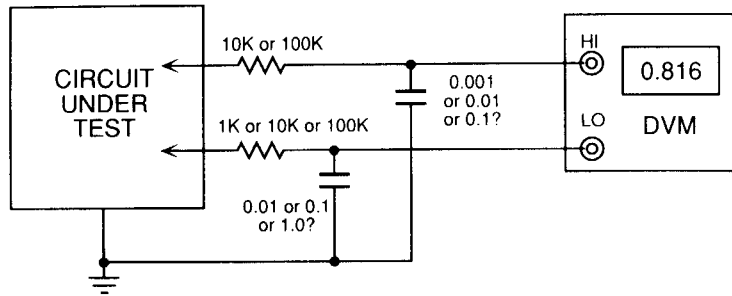 CIRCUIT
UNDER
TEST
10K or 100K
1K or 10K or 100K
0.001
or 0.01
or 0.1?
0.01 or 0.1
or 1.0?
HI
0.816
LO
DVM